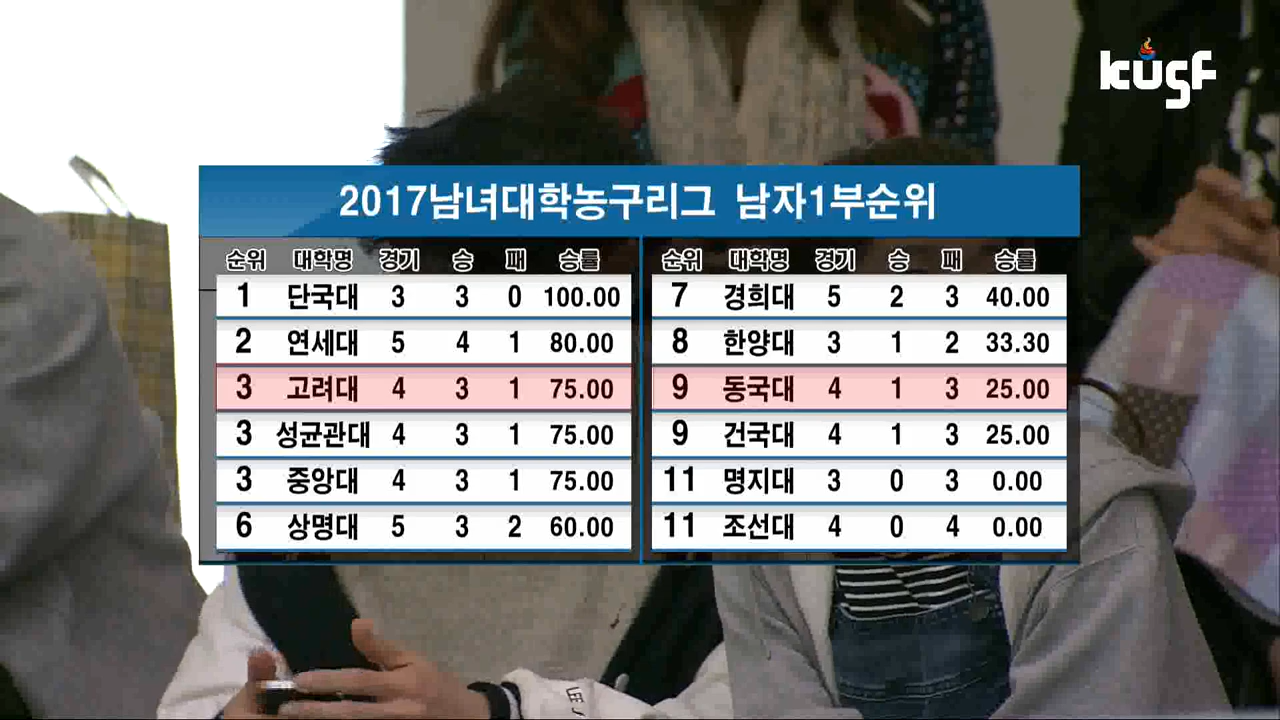 kusf
2017남녀대학농구리그 남자1부순위
순위 대학명 경기 승 패 승률
1 단국대 3 3 0 100.00
2 연세대 5 4 1 80.00
3 고려대 4 3 1 75.00
3 성균관대 4 3 1 75.00
3 중앙대 4 3 1 75.00
6 상명대 5 3 2 60.00
순위 대학명 경기 승 패 승률
7 경희대 5 2 3 40.00
8 한양대 3 1 2 33.30
9 동국대 4 1 3 25.00
9 건국대 4 1 3 25.00
11 명지대 3 0 3 0.00
11 조선대 4 0 4 0.00
LEE